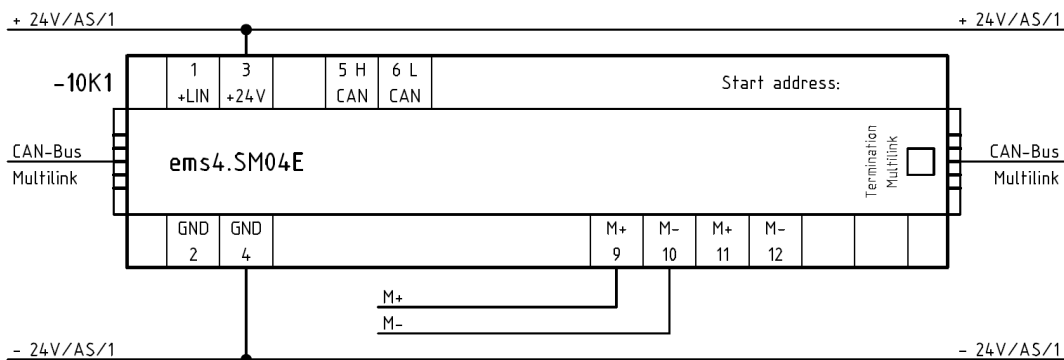 + 24V/AS/1
+ 24V/AS/1
-10K1
1
3
5 H
6 L
+LIN
+24V
CAN
CAN
Start address:
CAN-Bus
Multilink
ems4.SM04E
Termination
Multilink
CAN-Bus
Multilink
GND
GND
M+
M-
M+
M-
2
4
9
10
11
12
M+
M-
- 24V/AS/1
- 24V/AS/1